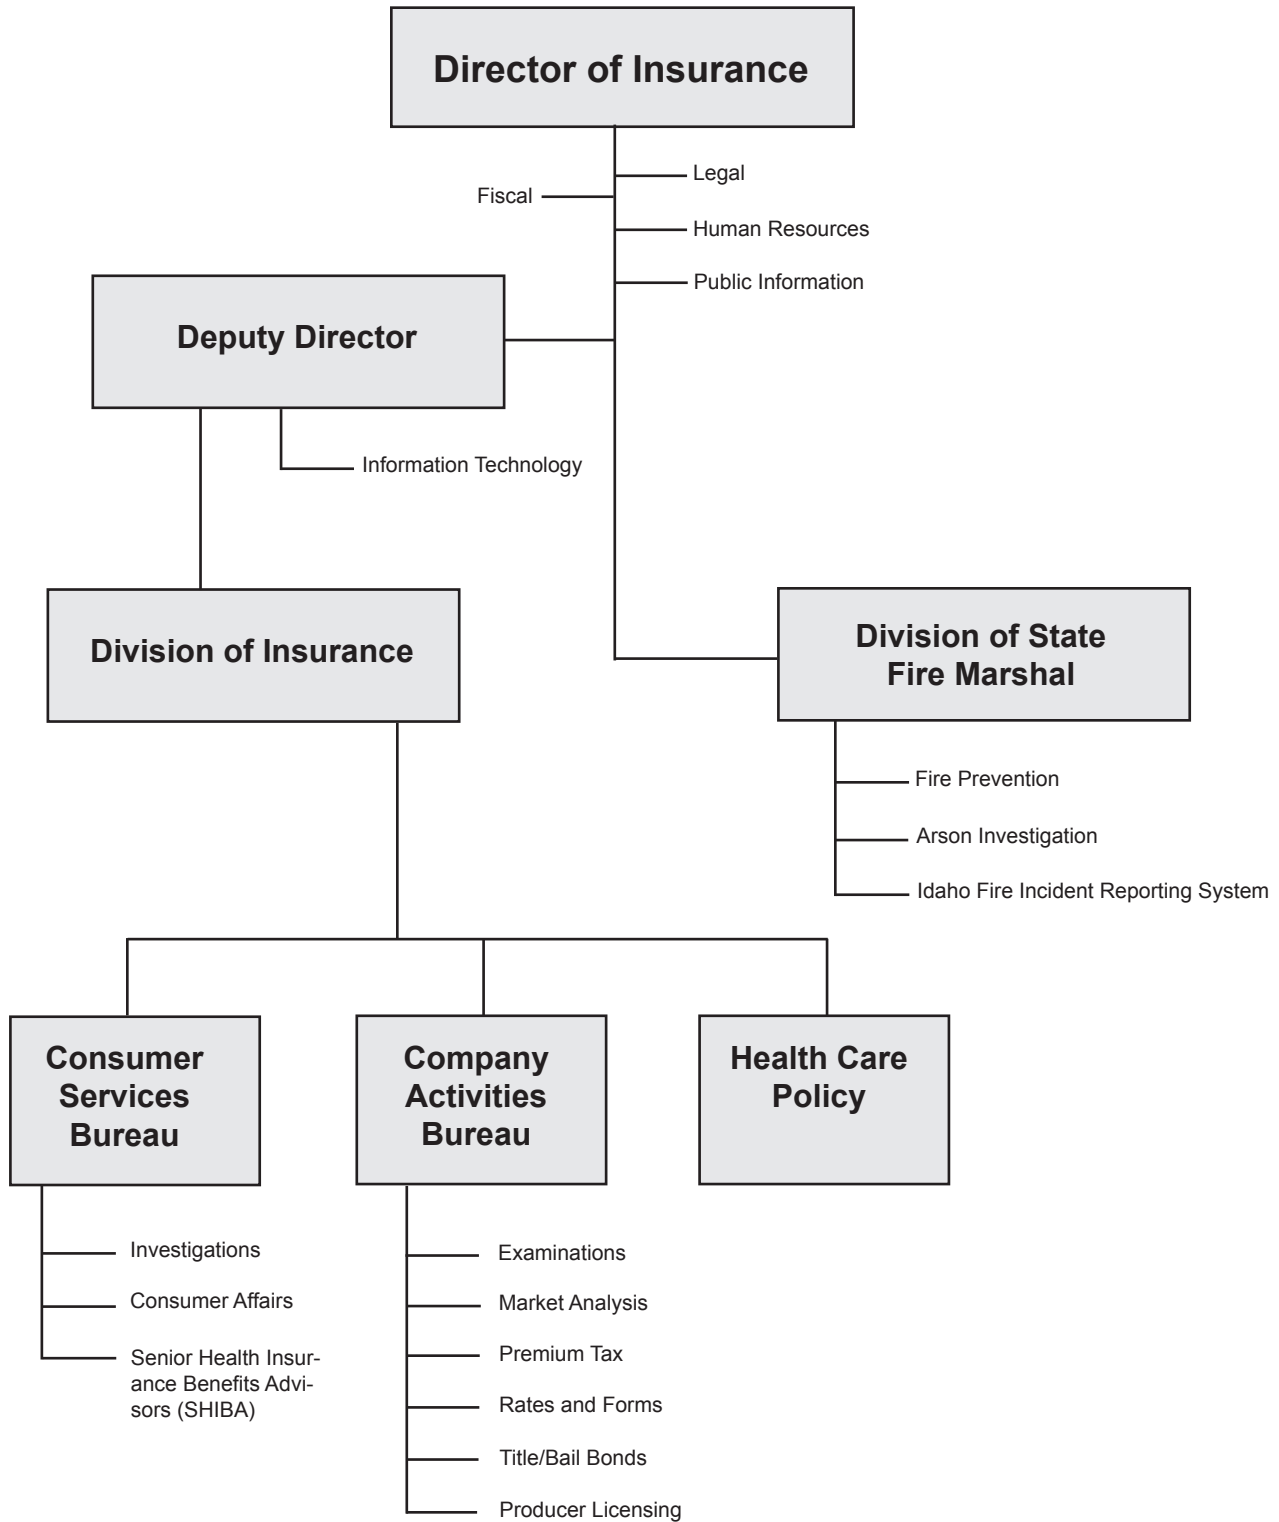 Director of Insurance
Legal
Fiscal
Human Resources
Public Information
Deputy Director
Information Technology
Division of Insurance
Division of State
Fire Marshal
Fire Prevention
Arson Investigation
Idaho Fire Incident Reporting System
Consumer
Services
Bureau
Investigations
Consumer Affairs
Senior Health Insur-
ance Benefits Advi-
sors (SHIBA)
Company
Activities
Bureau
Examinations
Market Analysis
Premium Tax
Rates and Forms
Title/Bail Bonds
Producer Licensing
Health Care
Policy